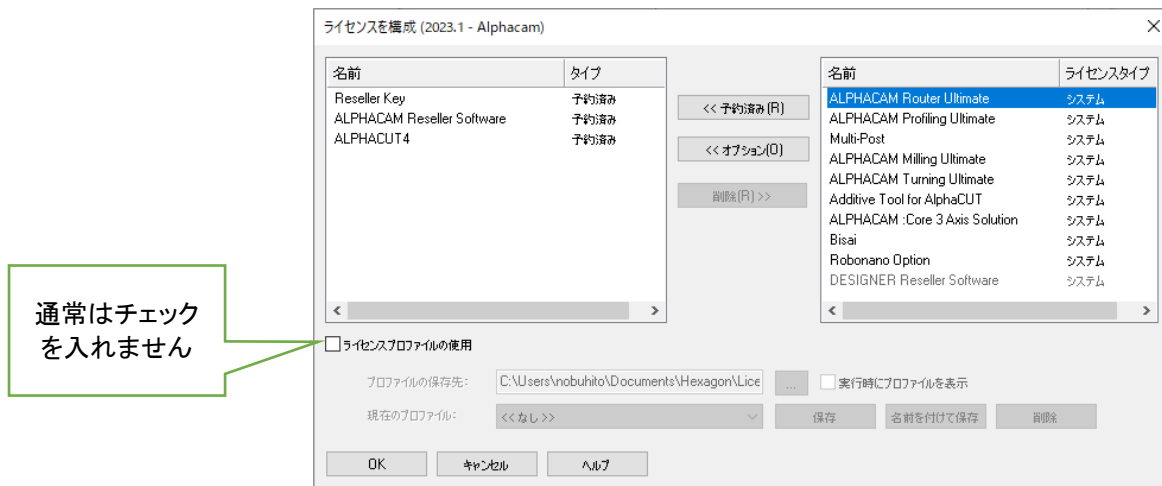 ライセンスを構成 (2023.1 - Alphacam)
名前 タイプ
Reseller Key 予約済み
ALPHACAM Reseller Software 予約済み
ALPHACUT4 予約済み
<< 予約済み(R)
<< オプション(O)
削除(R) >>
名前 ライセンスタイプ
ALPHACAM Router Ultimate システム
ALPHACAM Profiling Ultimate システム
Multi-Post システム
ALPHACAM Milling Ultimate システム
ALPHACAM Turning Ultimate システム
Additive Tool for AlphaCUT システム
ALPHACAM :Core 3 Axis Solution システム
Bisai システム
Robonano Option システム
DESIGNER Reseller Software システム
通常はチェック
を入れません
ライセンスプロファイルの使用
プロファイルの保存先: C:\Users\nobuhito\Documents\Hexagon\Lice ... 実行時にプロファイルを表示
現在のプロファイル: <<なし>> 保存 名前を付けて保存 削除
OK キャンセル ヘルプ